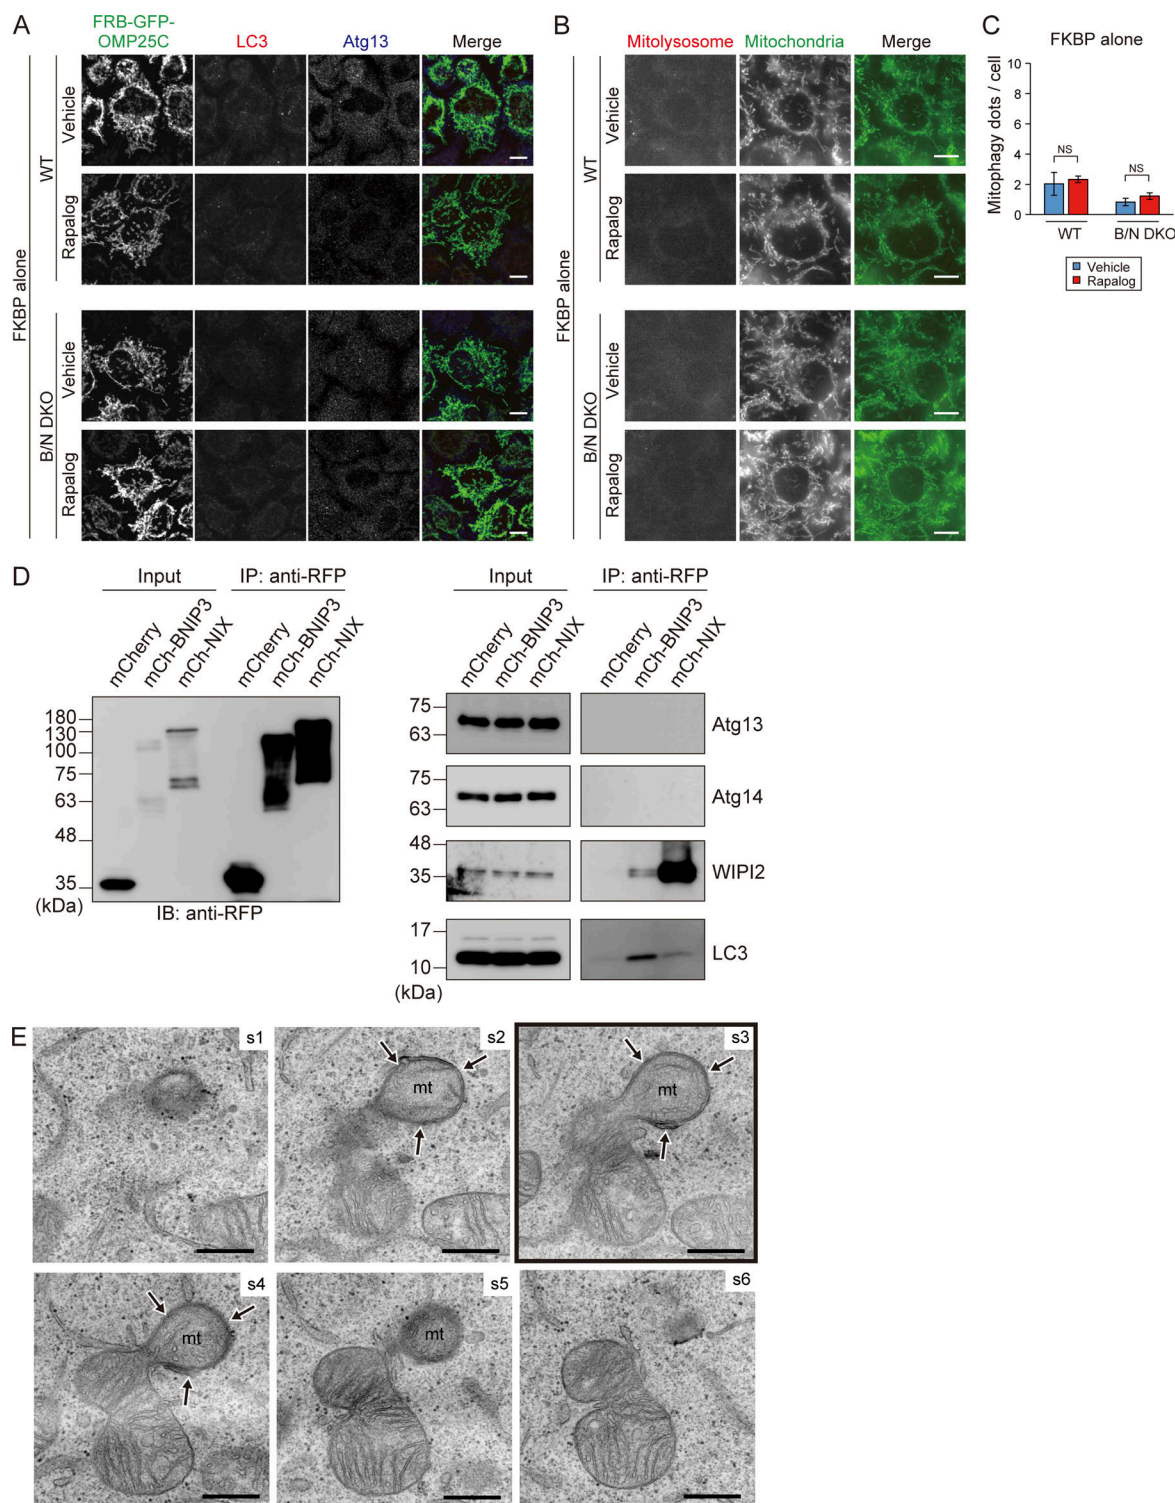 A
FRB-GFP-
OMP25C
LC3
Atg13
Merge
FKBP alone
WT
Vehicle
Rapalog
B/N DKO
Vehicle
Rapalog
B
Mitolysosome
Mitochondria
Merge
FKBP alone
WT
Vehicle
Rapalog
B/N DKO
Vehicle
Rapalog
C
FKBP alone
Mitophagy dots / cell
10
8
6
4
2
0
NS
NS
WT
B/N DKO
Vehicle
Rapalog
D
Input
IP: anti-RFP
mCherry
mCh-BNIP3
mCh-NIX
mCherry
mCh-BNIP3
mCh-NIX
180
130
100
75
63
48
35
(kDa)
IB: anti-RFP
Input
IP: anti-RFP
mCherry
mCh-BNIP3
mCh-NIX
mCherry
mCh-BNIP3
mCh-NIX
75
63
Atg13
75
63
Atg14
48
35
WIPI2
17
10
LC3
(kDa)
E
s1
s2
mt
s3
mt
s4
mt
s5
mt
s6